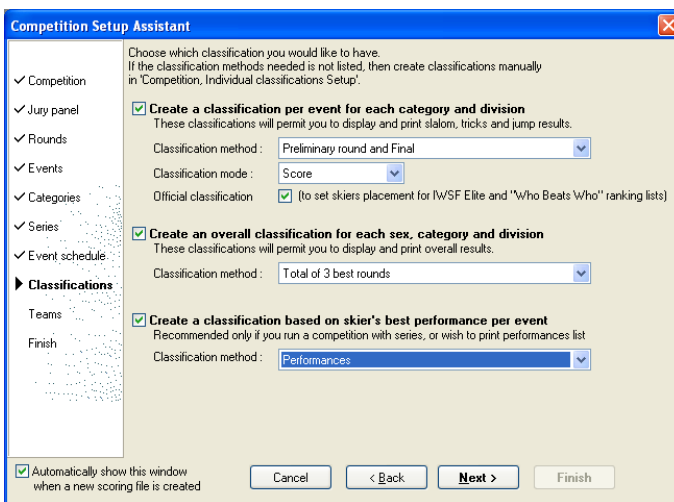 Competition Setup Assistant
Choose which classification you would like to have.
If the classification methods needed is not listed, then create classifications manually
in 'Competition, Individual classifications Setup'.
Competition
Jury panel
Rounds
Events
Categories
Series
Event schedule
Classifications
Teams
Finish
Create a classification per event for each category and division
These classifications will permit you to display and print slalom, tricks and jump results.
Classification method : Preliminary round and Final
Classification mode : Score
Official classification (to set skiers placement for IWSF Elite and "Who Beats Who" ranking lists)
Create an overall classification for each sex, category and division
These classifications will permit you to display and print overall results.
Classification method : Total of 3 best rounds
Create a classification based on skier's best performance per event
Recommended only if you run a competition with series, or wish to print performances list
Classification method : Performances
Automatically show this window
when a new scoring file is created
Cancel < Back Next > Finish